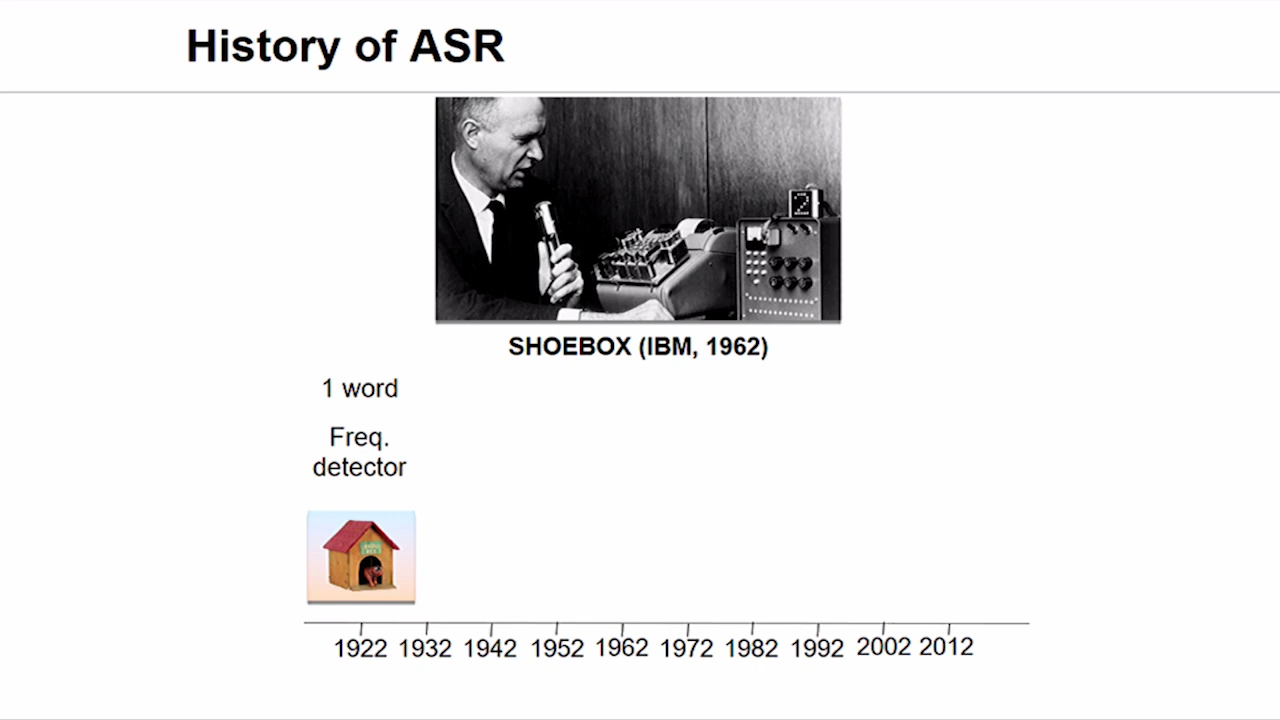 History of ASR
SHOEBOX (IBM, 1962)
1 word
Freq.
detector
1922 1932 1942 1952 1962 1972 1982 1992 2002 2012